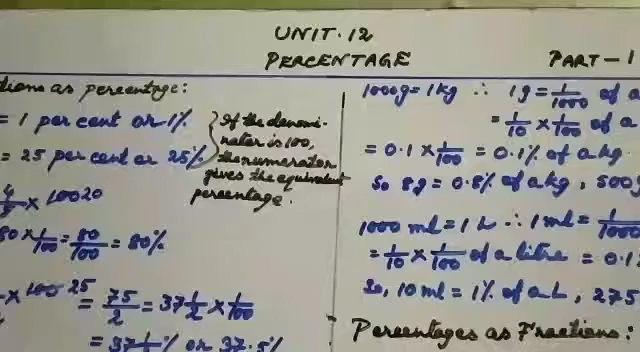 UNIT.12
PERCENTAGE
PART-1
tions as percentage:
= 1 per cent or 1%
= 25 per cent or 25%
If the denomi-
nator is 100,
the numerator
gives the equivalent
percentage.
4/5 × 100 20
80 × 1/100 = 80/100 = 80%
× 100 25 = 75/2 = 37 1/2 × 1/100
= 37 1/2 % or 37.5%
1000g = 1kg ∴ 1g = 1/1000 of a
= 1/10 × 1/100 of a
= 0.1 × 1/100 = 0.1% of a kg.
So 8g = 0.8% of a kg, 500g
1000 ml = 1 L ∴ 1 ml = 1/1000
= 1/10 × 1/100 of a litre = 0.1
So, 10 ml = 1% of a L, 275
Percentages as Fractions: